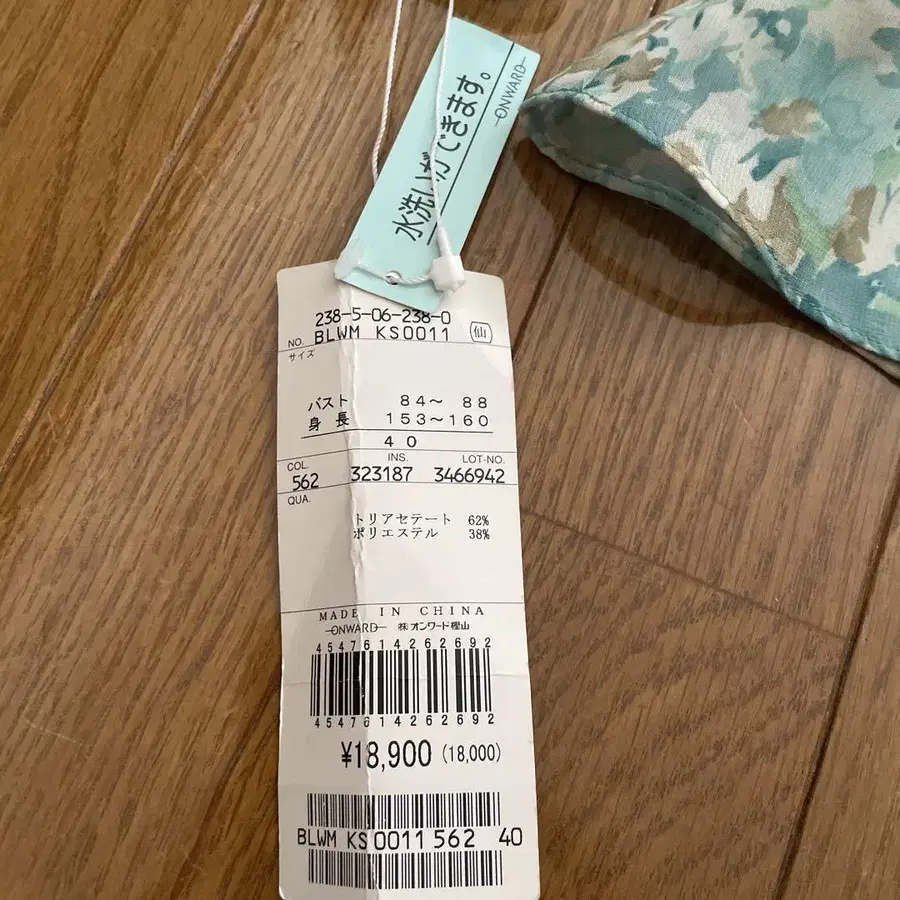 水洗いができます。
ONWARD
238-5-06-238-0
NO. BLWM KS0011 仙
サイズ
バスト 84～ 88
身 長 153～160
40
COL. INS. LOT-NO.
562 323187 3466942
QUA.
トリアセテート 62%
ポリエステル 38%
MADE IN CHINA
ONWARD ㈱オンワード樫山
4547614262692
4547614262692
¥18,900 (18,000)
BLWM KS0011 562 40